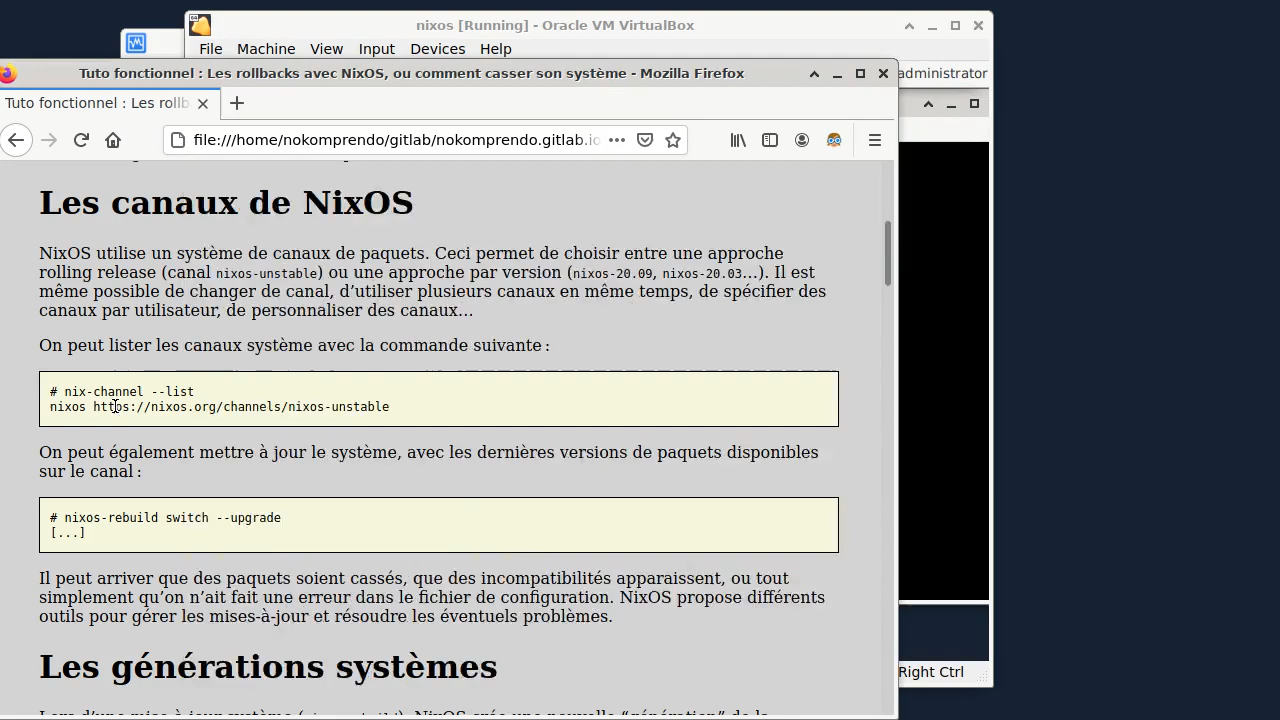 nixos [Running] - Oracle VM VirtualBox
File Machine View Input Devices Help
Tuto fonctionnel : Les rollbacks avec NixOS, ou comment casser son système - Mozilla Firefox
administrator
Tuto fonctionnel : Les rollb
file:///home/nokomprendo/gitlab/nokomprendo.gitlab.io
Les canaux de NixOS
NixOS utilise un système de canaux de paquets. Ceci permet de choisir entre une approche
rolling release (canal nixos-unstable) ou une approche par version (nixos-20.09, nixos-20.03…). Il est
même possible de changer de canal, d’utiliser plusieurs canaux en même temps, de spécifier des
canaux par utilisateur, de personnaliser des canaux…
On peut lister les canaux système avec la commande suivante :
# nix-channel --list
nixos https://nixos.org/channels/nixos-unstable
On peut également mettre à jour le système, avec les dernières versions de paquets disponibles
sur le canal :
# nixos-rebuild switch --upgrade
[...]
Il peut arriver que des paquets soient cassés, que des incompatibilités apparaissent, ou tout
simplement qu’on n’ait fait une erreur dans le fichier de configuration. NixOS propose différents
outils pour gérer les mises-à-jour et résoudre les éventuels problèmes.
Right Ctrl
Les générations systèmes